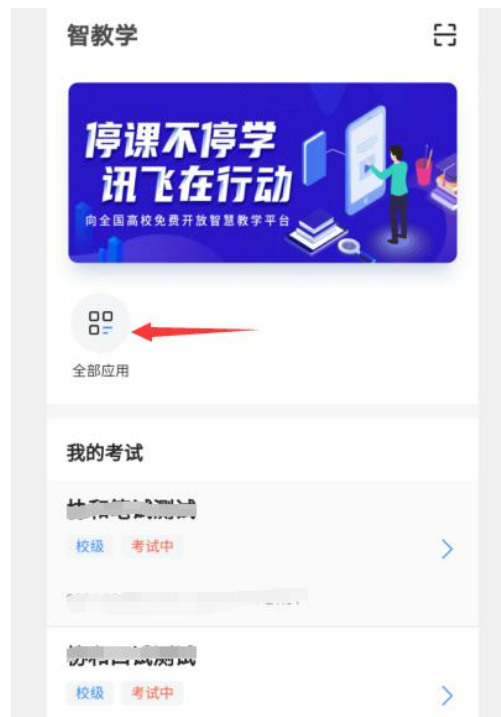 智教学
停课不停学
讯飞在行动
向全国高校免费开放智慧教学平台
全部应用
我的考试
校级 考试中
校级 考试中